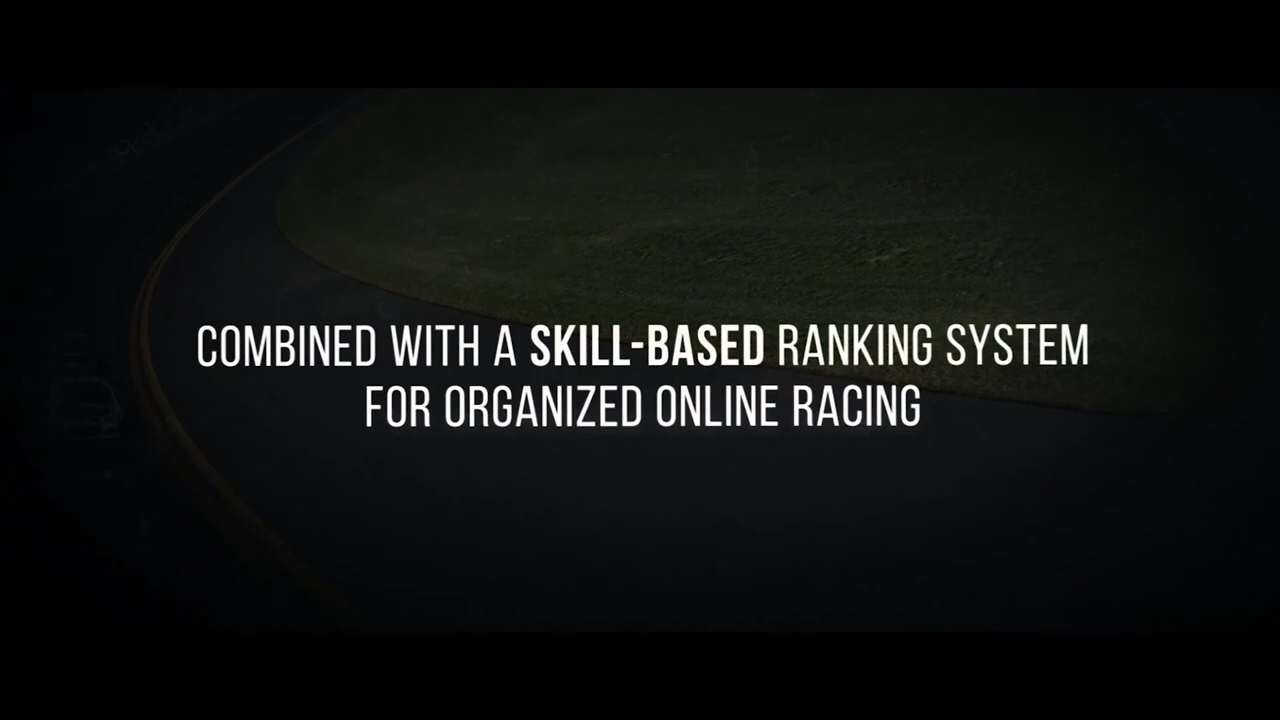 COMBINED WITH A SKILL-BASED RANKING SYSTEM
FOR ORGANIZED ONLINE RACING